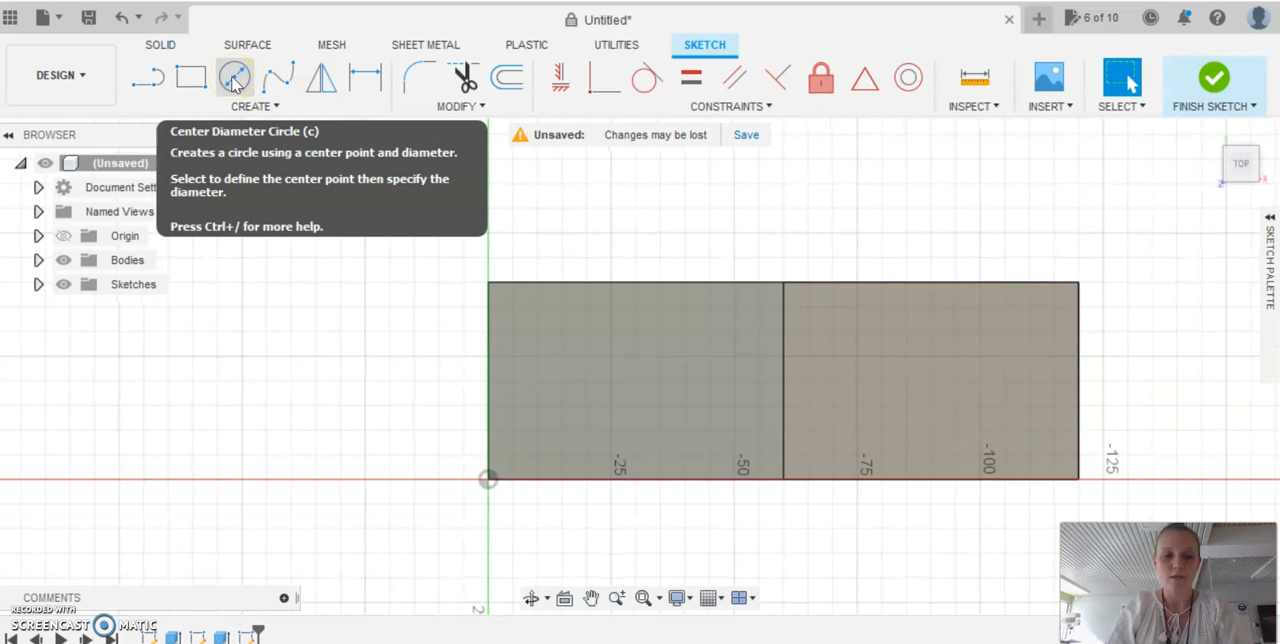 Untitled*
6 of 10
DESIGN
SOLID
SURFACE
MESH
SHEET METAL
PLASTIC
UTILITIES
SKETCH
CREATE
MODIFY
CONSTRAINTS
INSPECT
INSERT
SELECT
FINISH SKETCH
BROWSER
(Unsaved)
Document Sett
Named Views
Origin
Bodies
Sketches
Center Diameter Circle (c)
Creates a circle using a center point and diameter.
Select to define the center point then specify the
diameter.
Press Ctrl+/ for more help.
Unsaved: Changes may be lost Save
TOP
X
Z
SKETCH PALETTE
-25
-50
-75
-100
-125
2
COMMENTS
RECORDED WITH
SCREENCAST MATIC